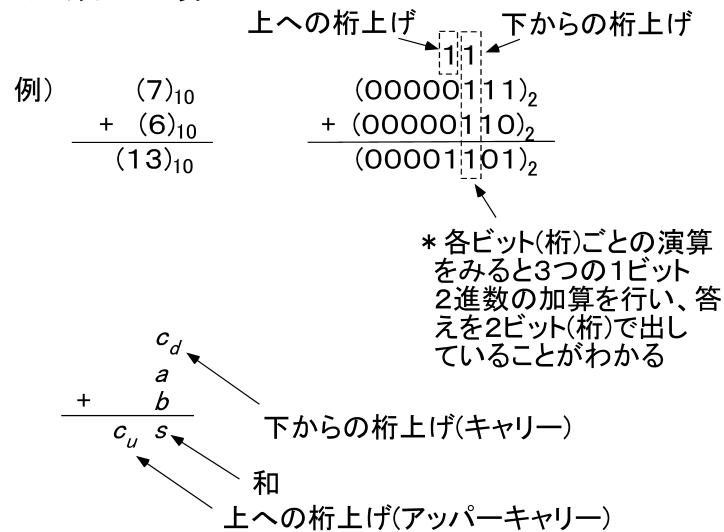 上への桁上げ 下からの桁上げ
11
例) (7)10 (00000111)2
+ (6)10 + (00000110)2
(13)10 (00001101)2
*各ビット(桁)ごとの演算
をみると3つの1ビット
2進数の加算を行い、答
えを2ビット(桁)で出し
ていることがわかる
cd
a
+ b
cu s
下からの桁上げ(キャリー)
和
上への桁上げ(アッパーキャリー)